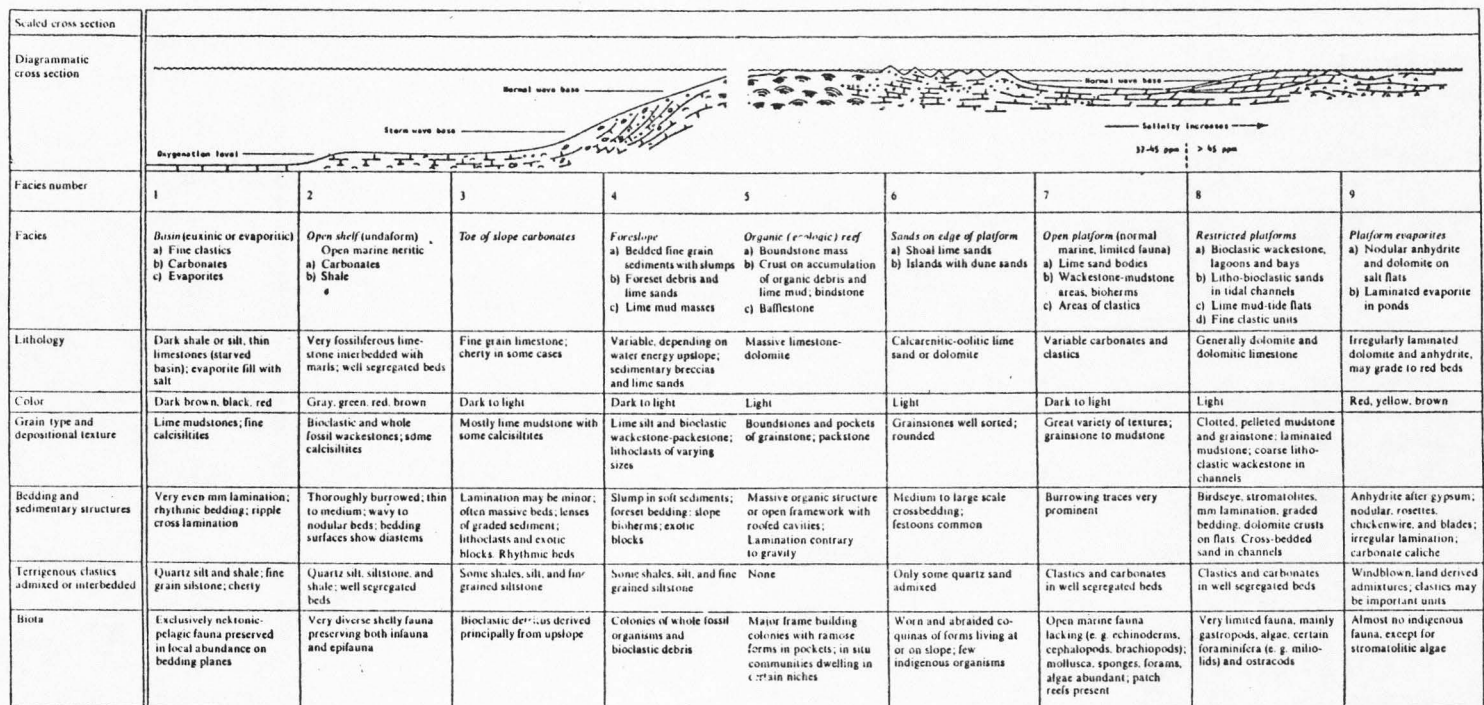 Scaled cross section
Diagrammatic
cross section
Normal wave base
Storm wave base
Oxygenation level
Normal wave base
Salinity increases
37-45 ppm
> 45 ppm
Facies number
1
2
3
4
5
6
7
8
9
Facies
Basin (euxinic or evaporitic)
a) Fine clastics
b) Carbonates
c) Evaporites
Open shelf (undaform)
Open marine neritic
a) Carbonates
b) Shale
Toe of slope carbonates
Foreslope
a) Bedded fine grain
sediments with slumps
b) Foreset debris and
lime sands
c) Lime mud masses
Organic (ecologic) reef
a) Boundstone mass
b) Crust on accumulation
of organic debris and
lime mud; bindstone
c) Bafflestone
Sands on edge of platform
a) Shoal lime sands
b) Islands with dune sands
Open platform (normal
marine, limited fauna)
a) Lime sand bodies
b) Wackestone-mudstone
areas, bioherms
c) Areas of clastics
Restricted platforms
a) Bioclastic wackestone,
lagoons and bays
b) Litho-bioclastic sands
in tidal channels
c) Lime mud-tide flats
d) Fine clastic units
Platform evaporites
a) Nodular anhydrite
and dolomite on
salt flats
b) Laminated evaporite
in ponds
Lithology
Dark shale or silt, thin
limestones (starved
basin); evaporite fill with
salt
Very fossiliferous lime-
stone interbedded with
marls; well segregated beds
Fine grain limestone;
cherty in some cases
Variable, depending on
water energy upslope;
sedimentary breccias
and lime sands
Massive limestone-
dolomite
Calcarenitic-oolitic lime
sand or dolomite
Variable carbonates and
clastics
Generally dolomite and
dolomitic limestone
Irregularly laminated
dolomite and anhydrite,
may grade to red beds
Color
Dark brown, black, red
Gray, green, red, brown
Dark to light
Dark to light
Light
Light
Dark to light
Light
Red, yellow, brown
Grain type and
depositional texture
Lime mudstones; fine
calcisiltites
Bioclastic and whole
fossil wackestones; some
calcisiltites
Mostly lime mudstone with
some calcisiltites
Lime silt and bioclastic
wackestone-packestone;
lithoclasts of varying
sizes
Boundstones and pockets
of grainstone; packstone
Grainstones well sorted;
rounded
Great variety of textures;
grainstone to mudstone
Clotted, pelleted mudstone
and grainstone; laminated
mudstone; coarse litho-
clastic wackestone in
channels
Bedding and
sedimentary structures
Very even mm lamination;
rhythmic bedding; ripple
cross lamination
Thoroughly burrowed; thin
to medium; wavy to
nodular beds; bedding
surfaces show diastems
Lamination may be minor;
often massive beds; lenses
of graded sediment;
lithoclasts and exotic
blocks. Rhythmic beds
Slump in soft sediments;
foreset bedding; slope
bioherms; exotic
blocks
Massive organic structure
or open framework with
roofed cavities;
Lamination contrary
to gravity
Medium to large scale
crossbedding;
festoons common
Burrowing traces very
prominent
Birdseye, stromatolites,
mm lamination, graded
bedding, dolomite crusts
on flats. Cross-bedded
sand in channels
Anhydrite after gypsum;
nodular, rosettes,
chickenwire, and blades;
irregular lamination;
carbonate caliche
Terrigenous clastics
admixed or interbedded
Quartz silt and shale; fine
grain silstone; cherty
Quartz silt, siltstone, and
shale; well segregated
beds
Some shales, silt, and fine
grained siltstone
Some shales, silt, and fine
grained siltstone
None
Only some quartz sand
admixed
Clastics and carbonates
in well segregated beds
Clastics and carbonates
in well segregated beds
Windblown, land derived
admixtures; clastics may
be important units
Biota
Exclusively nektonic-
pelagic fauna preserved
in local abundance on
bedding planes
Very diverse shelly fauna
preserving both infauna
and epifauna
Bioclastic detritus derived
principally from upslope
Colonies of whole fossil
organisms and
bioclastic debris
Major frame building
colonies with ramose
forms in pockets; in situ
communities dwelling in
certain niches
Worn and abraided co-
quinas of forms living at
or on slope; few
indigenous organisms
Open marine fauna
lacking (e. g. echinoderms,
cephalopods, brachiopods);
mollusca, sponges, forams,
algae abundant; patch
reefs present
Very limited fauna, mainly
gastropods, algae, certain
foraminifera (e. g. milio-
lids) and ostracods
Almost no indigenous
fauna, except for
stromatolitic algae